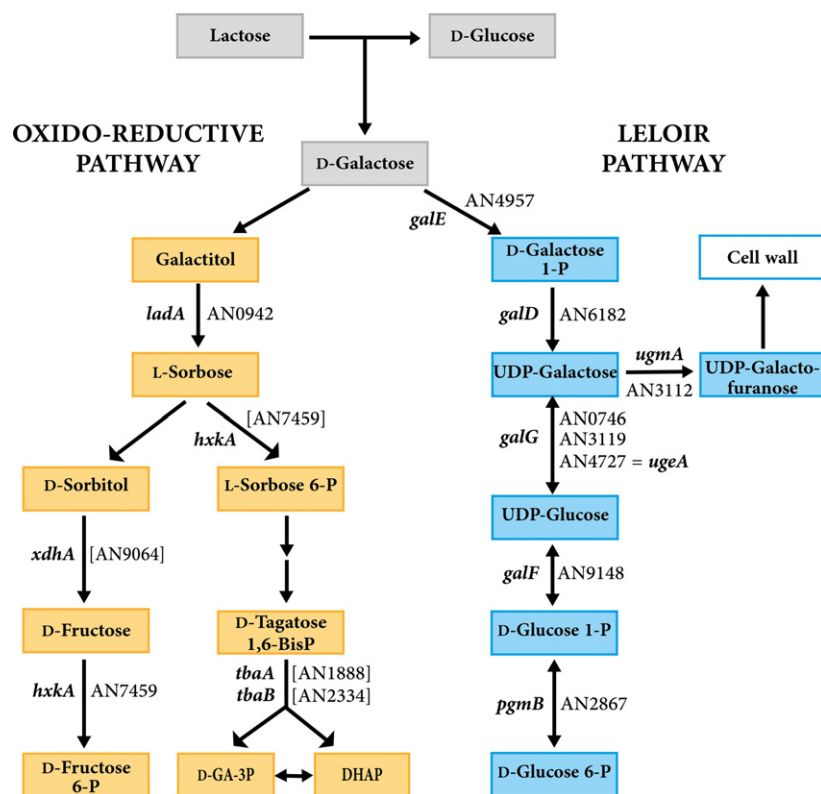 Lactose
D-Glucose
OXIDO-REDUCTIVE
PATHWAY
LELOIR
PATHWAY
D-Galactose
AN4957
galE
Galactitol
D-Galactose
1-P
Cell wall
ladA AN0942
galD AN6182
L-Sorbose
UDP-Galactose
ugmA
AN3112
UDP-Galacto-
furanose
[AN7459]
hxkA
galG
AN0746
AN3119
AN4727 = ugeA
D-Sorbitol
L-Sorbose 6-P
UDP-Glucose
xdhA [AN9064]
galF AN9148
D-Fructose
D-Tagatose
1,6-BisP
D-Glucose 1-P
hxkA AN7459
tbaA [AN1888]
tbaB [AN2334]
pgmB AN2867
D-Fructose
6-P
D-GA-3P
DHAP
D-Glucose 6-P